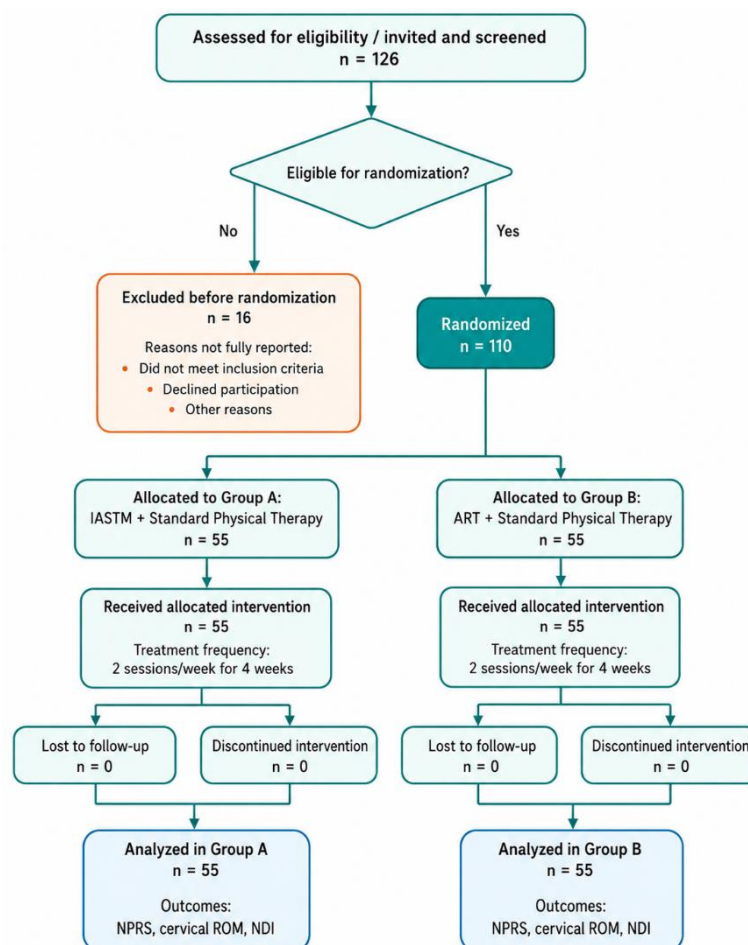 Assessed for eligibility / invited and screened
n = 126
Eligible for randomization?
No
Yes
Excluded before randomization
n = 16
Reasons not fully reported:
• Did not meet inclusion criteria
• Declined participation
• Other reasons
Randomized
n = 110
Allocated to Group A:
IASTM + Standard Physical Therapy
n = 55
Allocated to Group B:
ART + Standard Physical Therapy
n = 55
Received allocated intervention
n = 55
Treatment frequency:
2 sessions/week for 4 weeks
Received allocated intervention
n = 55
Treatment frequency:
2 sessions/week for 4 weeks
Lost to follow-up
n = 0
Discontinued intervention
n = 0
Lost to follow-up
n = 0
Discontinued intervention
n = 0
Analyzed in Group A
n = 55
Outcomes:
NPRS, cervical ROM, NDI
Analyzed in Group B
n = 55
Outcomes:
NPRS, cervical ROM, NDI